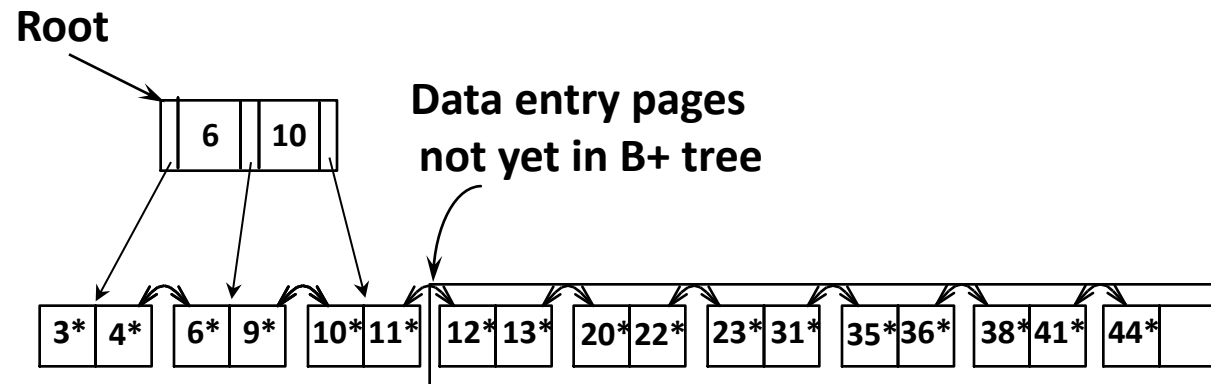 Root
Data entry pages
not yet in B+ tree
6 10
3* 4* 6* 9* 10* 11* 12* 13* 20* 22* 23* 31* 35* 36* 38* 41* 44*